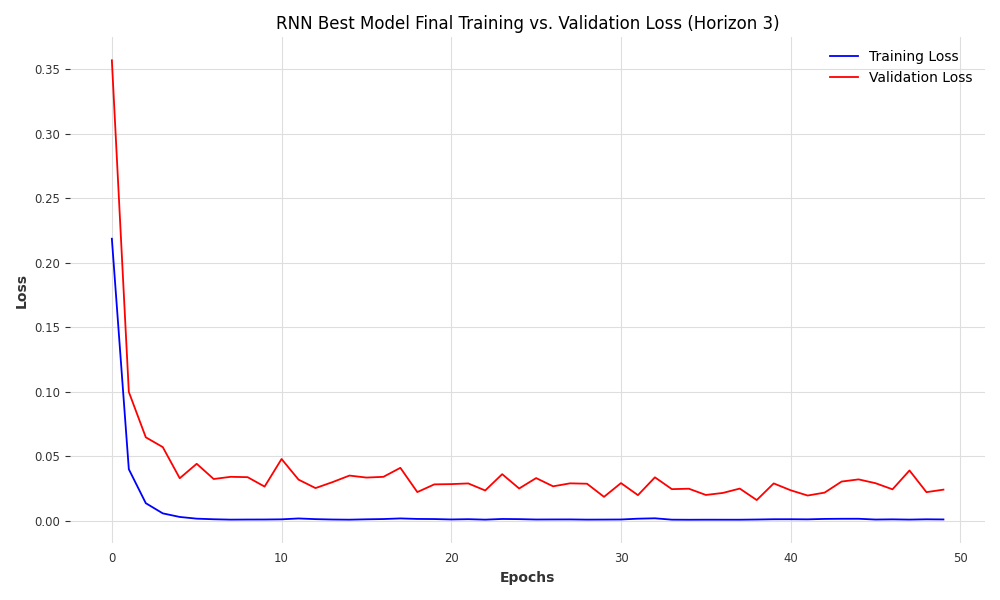 RNN Best Model Final Training vs. Validation Loss (Horizon 3)
Training Loss
Validation Loss
0.35
0.30
0.25
0.20
0.15
0.10
0.05
0.00
Loss
0 10 20 30 40 50
Epochs